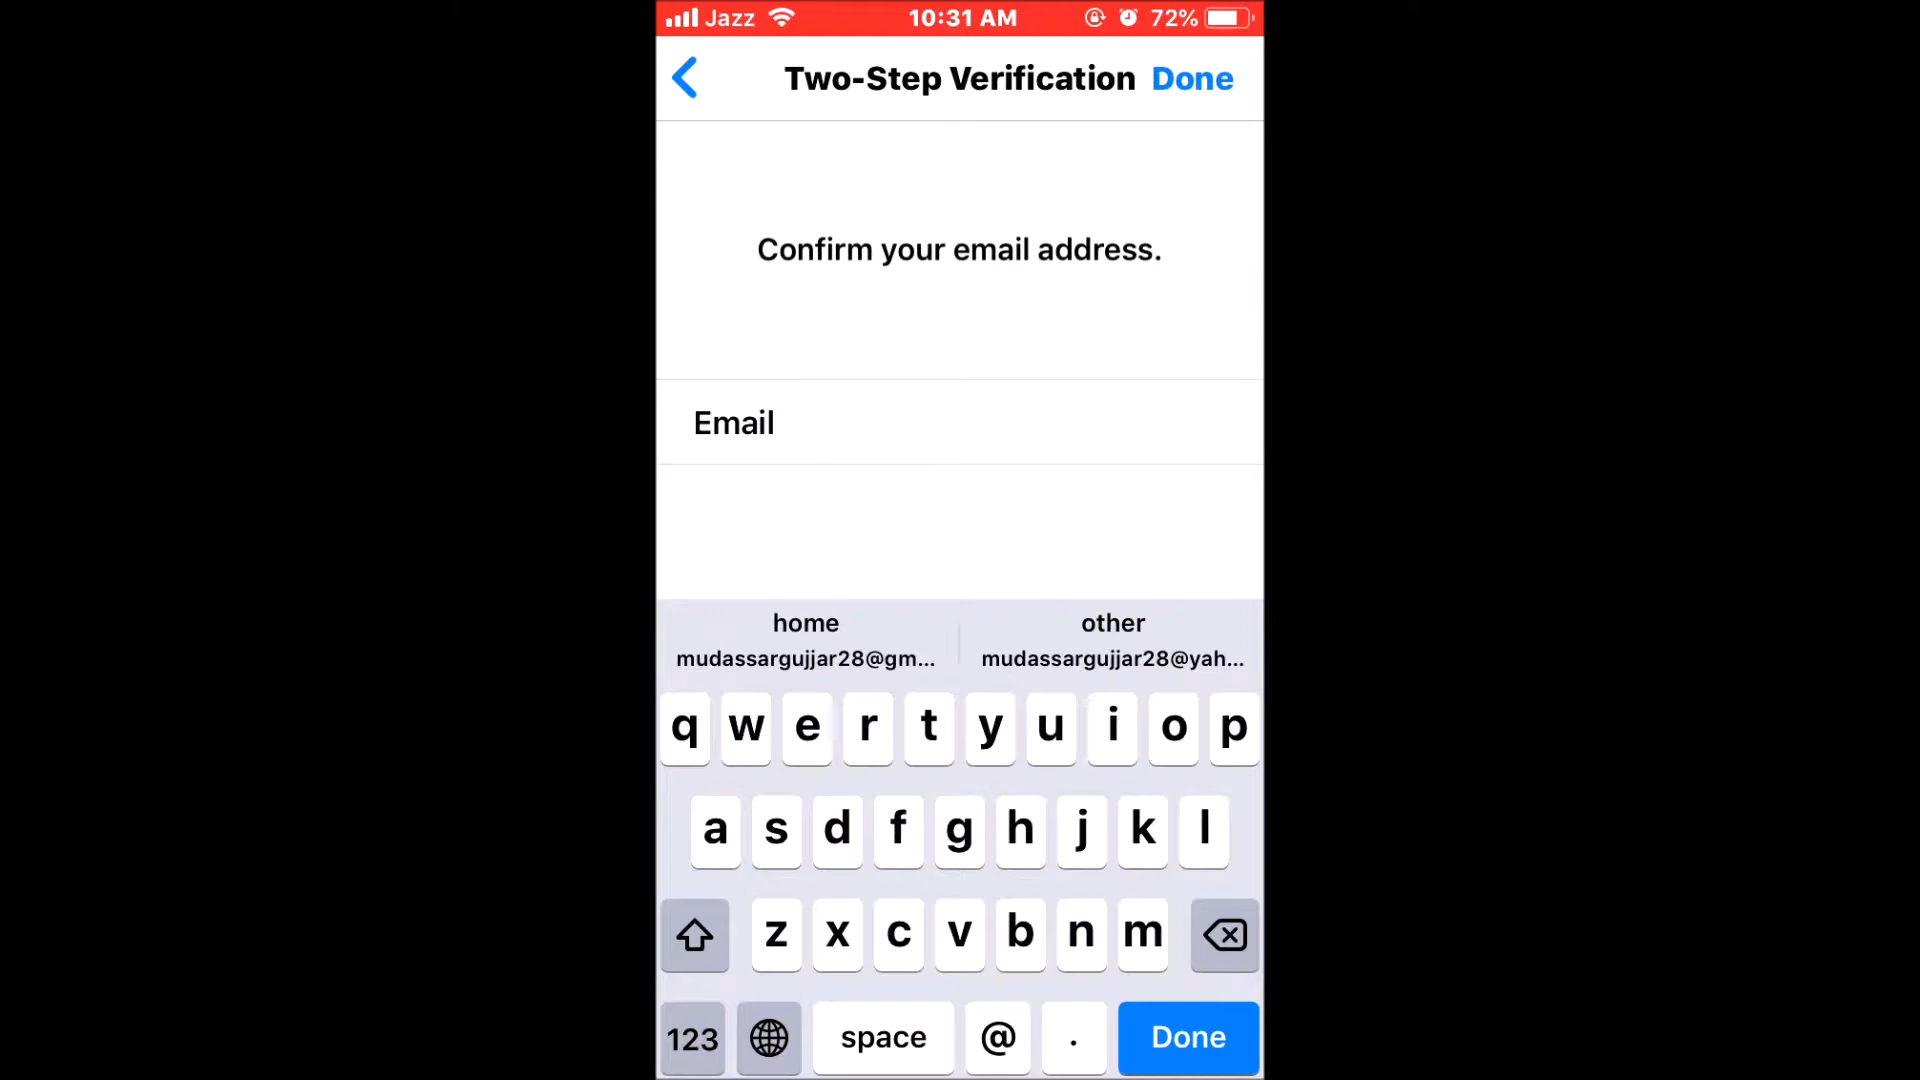 Jazz 10:31 AM 72%
Two-Step Verification Done
Confirm your email address.
Email
home other
mudassargujjar28@gm... mudassargujjar28@yah...
q w e r t y u i o p
a s d f g h j k l
z x c v b n m
123 space @ . Done